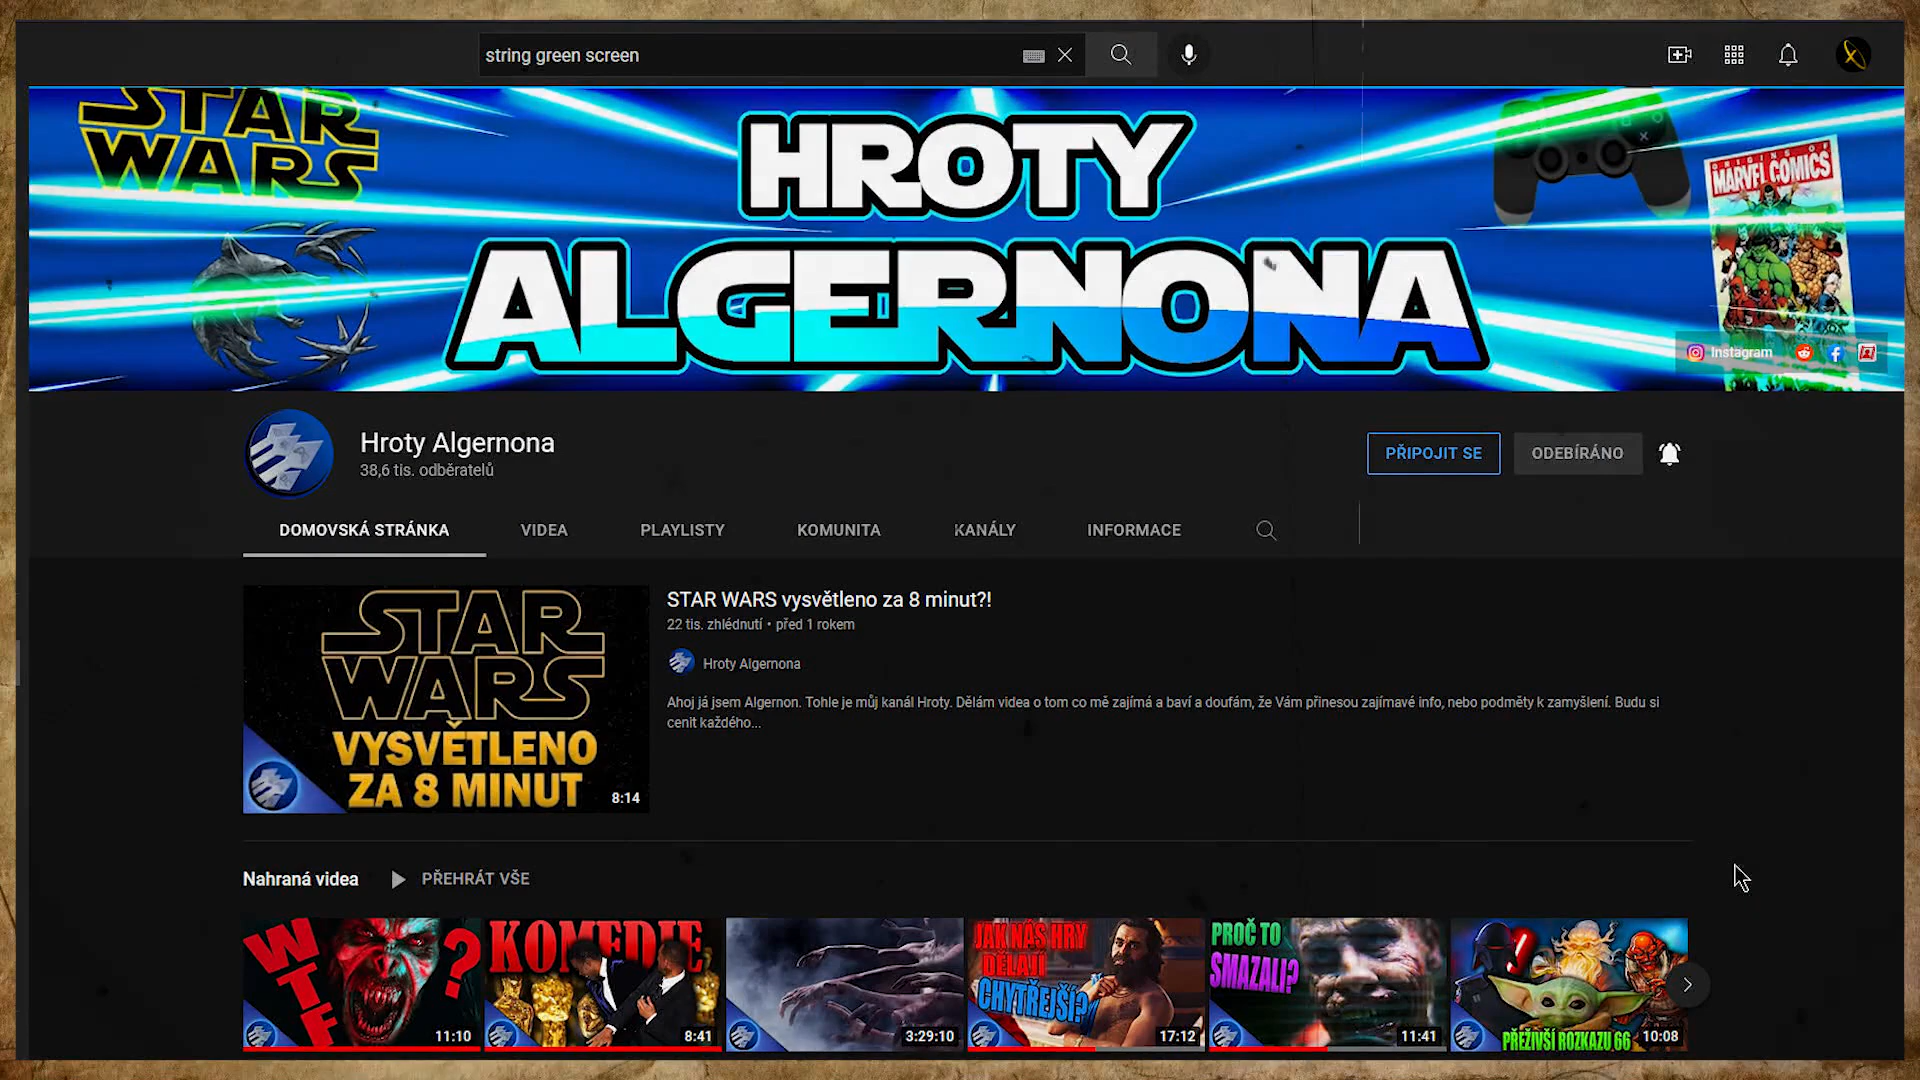 string green screen
STAR
WARS
HROTY
ALGERNONA
ORIGINS OF
MARVEL COMICS
Instagram
Hroty Algernona
38,6 tis. odběratelů
PŘIPOJIT SE
ODEBÍRÁNO
DOMOVSKÁ STRÁNKA
VIDEA
PLAYLISTY
KOMUNITA
KANÁLY
INFORMACE
STAR
WARS
VYSVĚTLENO
ZA 8 MINUT
8:14
STAR WARS vysvětleno za 8 minut?!
22 tis. zhlédnutí • před 1 rokem
Hroty Algernona
Ahoj já jsem Algernon. Tohle je můj kanál Hroty. Dělám videa o tom co mě zajímá a baví a doufám, že Vám přinesou zajímavé info, nebo podměty k zamyšlení. Budu si
cenit každého...
Nahraná videa
PŘEHRÁT VŠE
WTF?
11:10
KOMEDIE
8:41
3:29:10
JAK NÁS HRY
DĚLAJÍ
CHYTŘEJŠÍ?
17:12
PROČ TO
SMAZALI?
11:41
PŘEŽIVŠÍ ROZKAZU 66
10:08